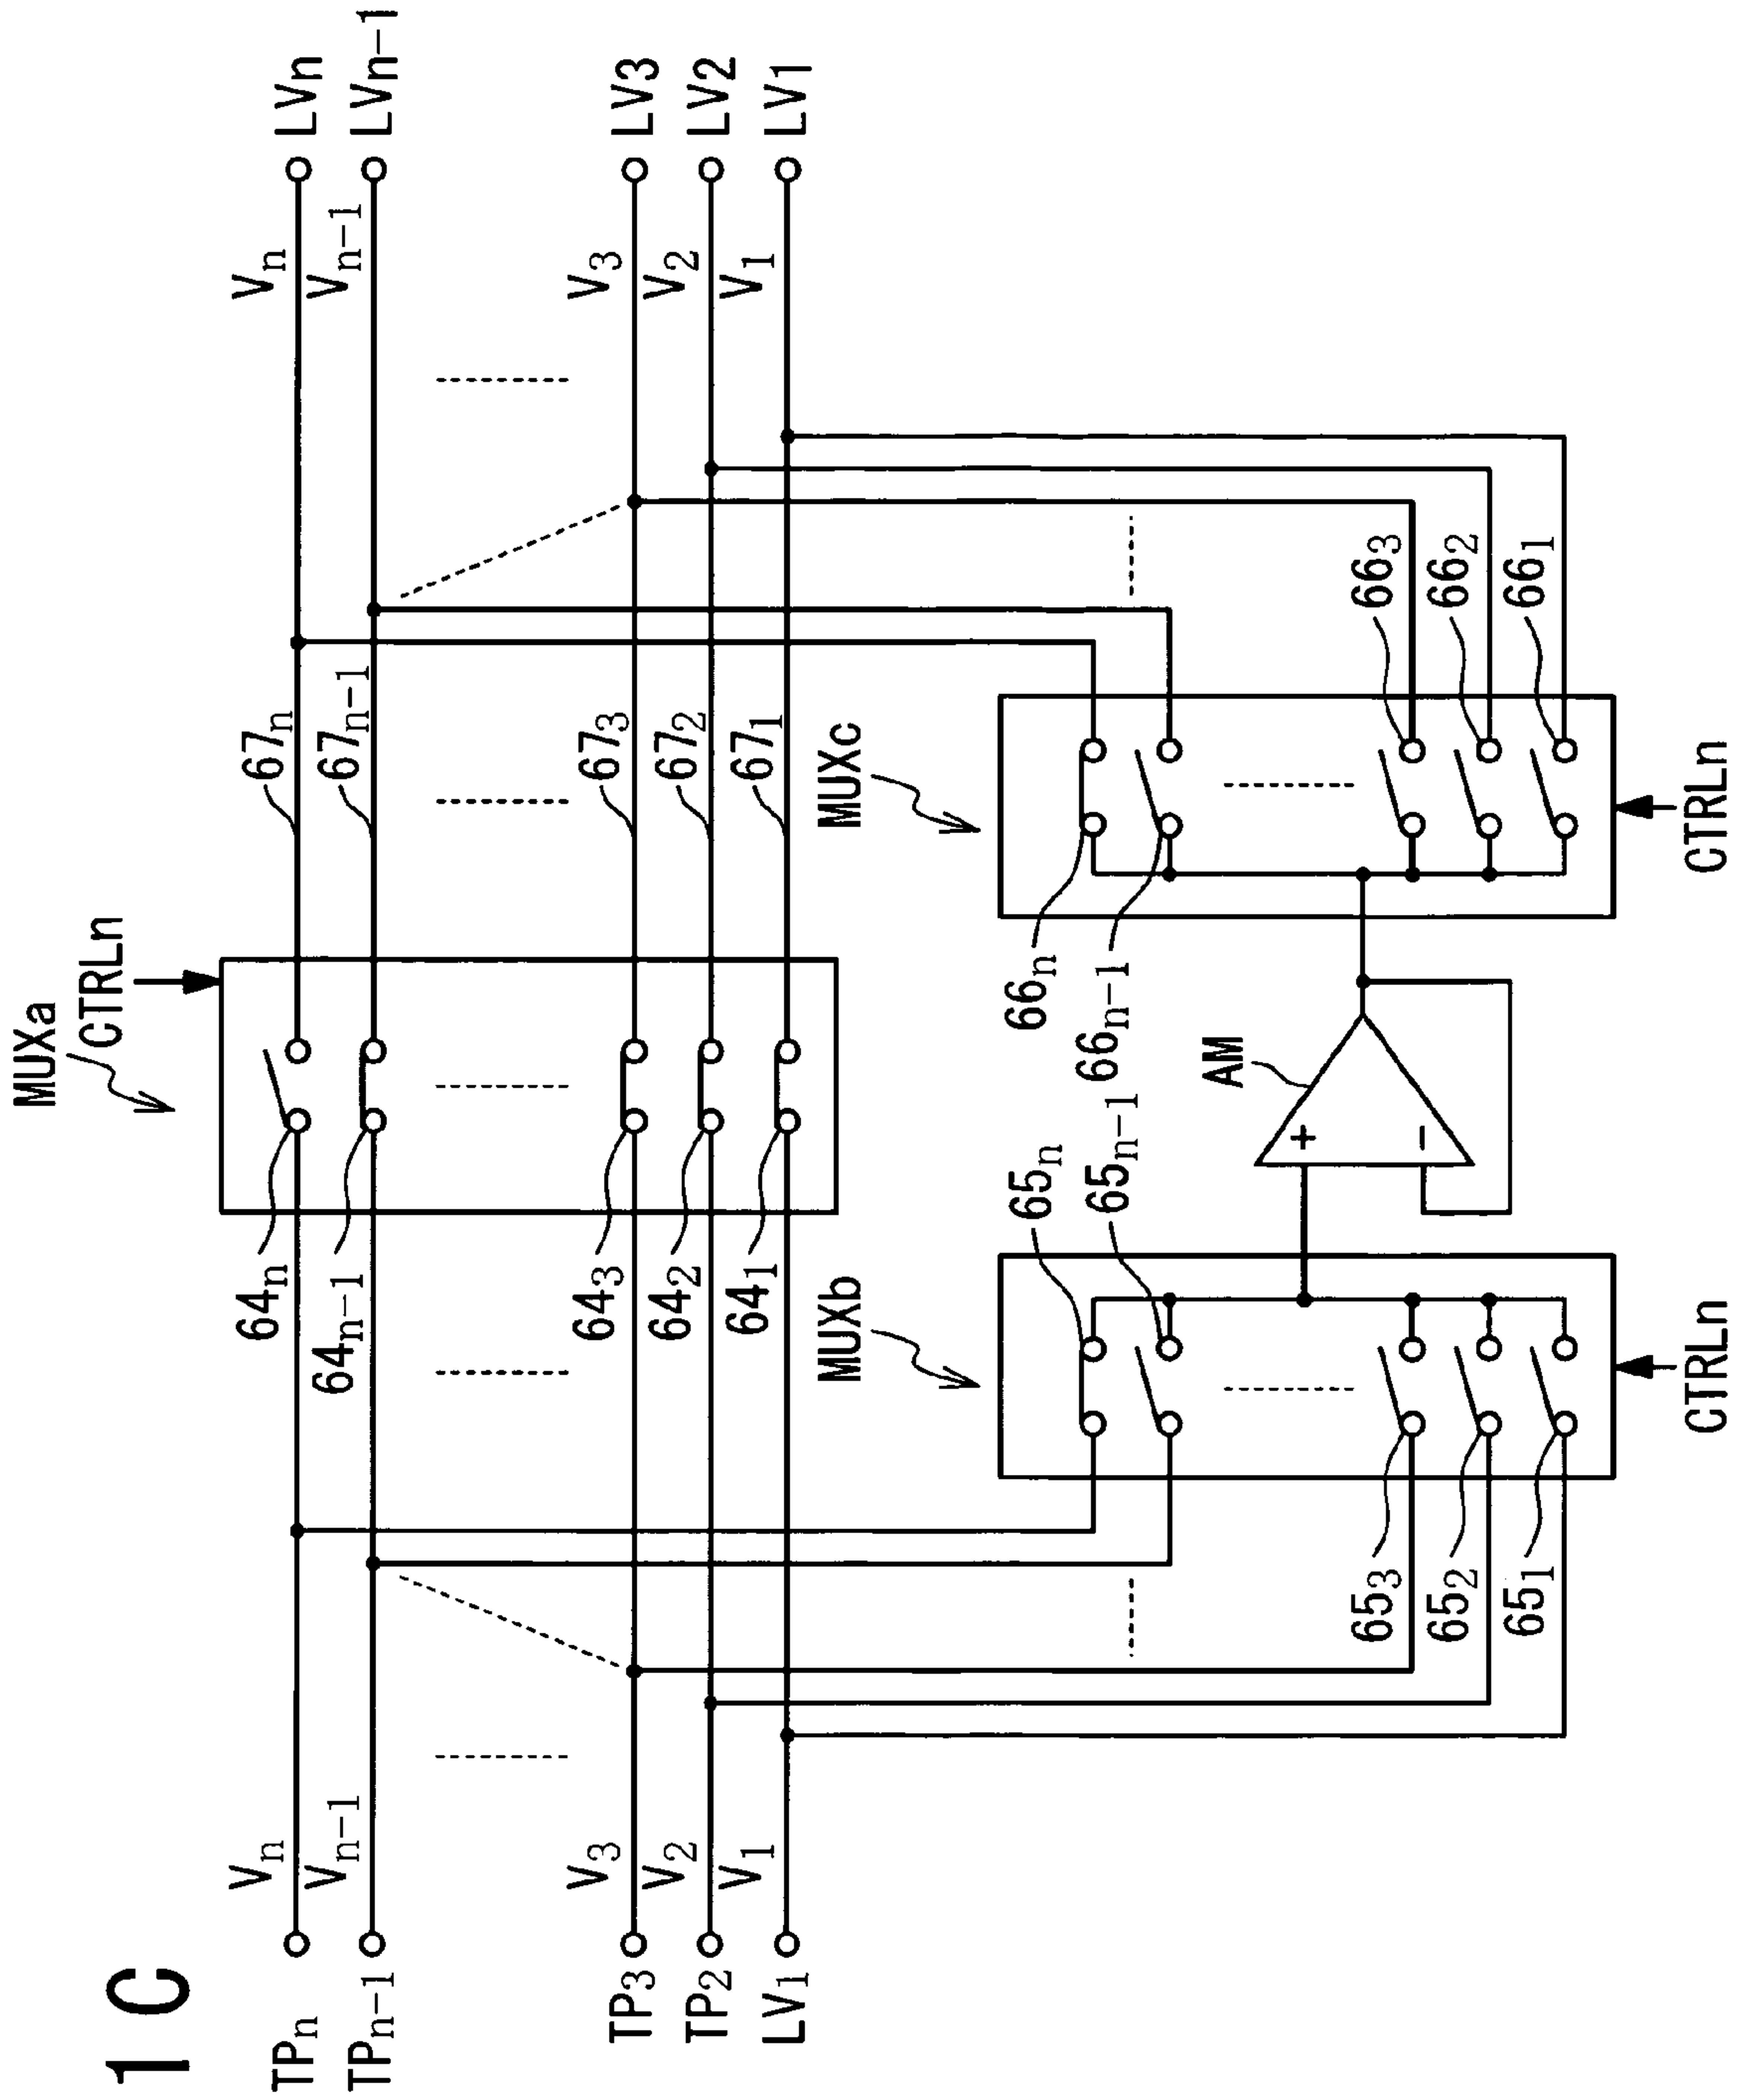 1C
MUXa
CTRLn
TPn Vn 64n 67n Vn LVn
TPn-1 Vn-1 64n-1 67n-1 Vn-1 LVn-1
TP3 V3 643 673 V3 LV3
TP2 V2 642 672 V2 LV2
LV1 V1 641 671 V1 LV1
MUXb MUXc
65n 66n
65n-1 AM 66n-1
+
−
653 663
652 662
651 661
CTRLn CTRLn